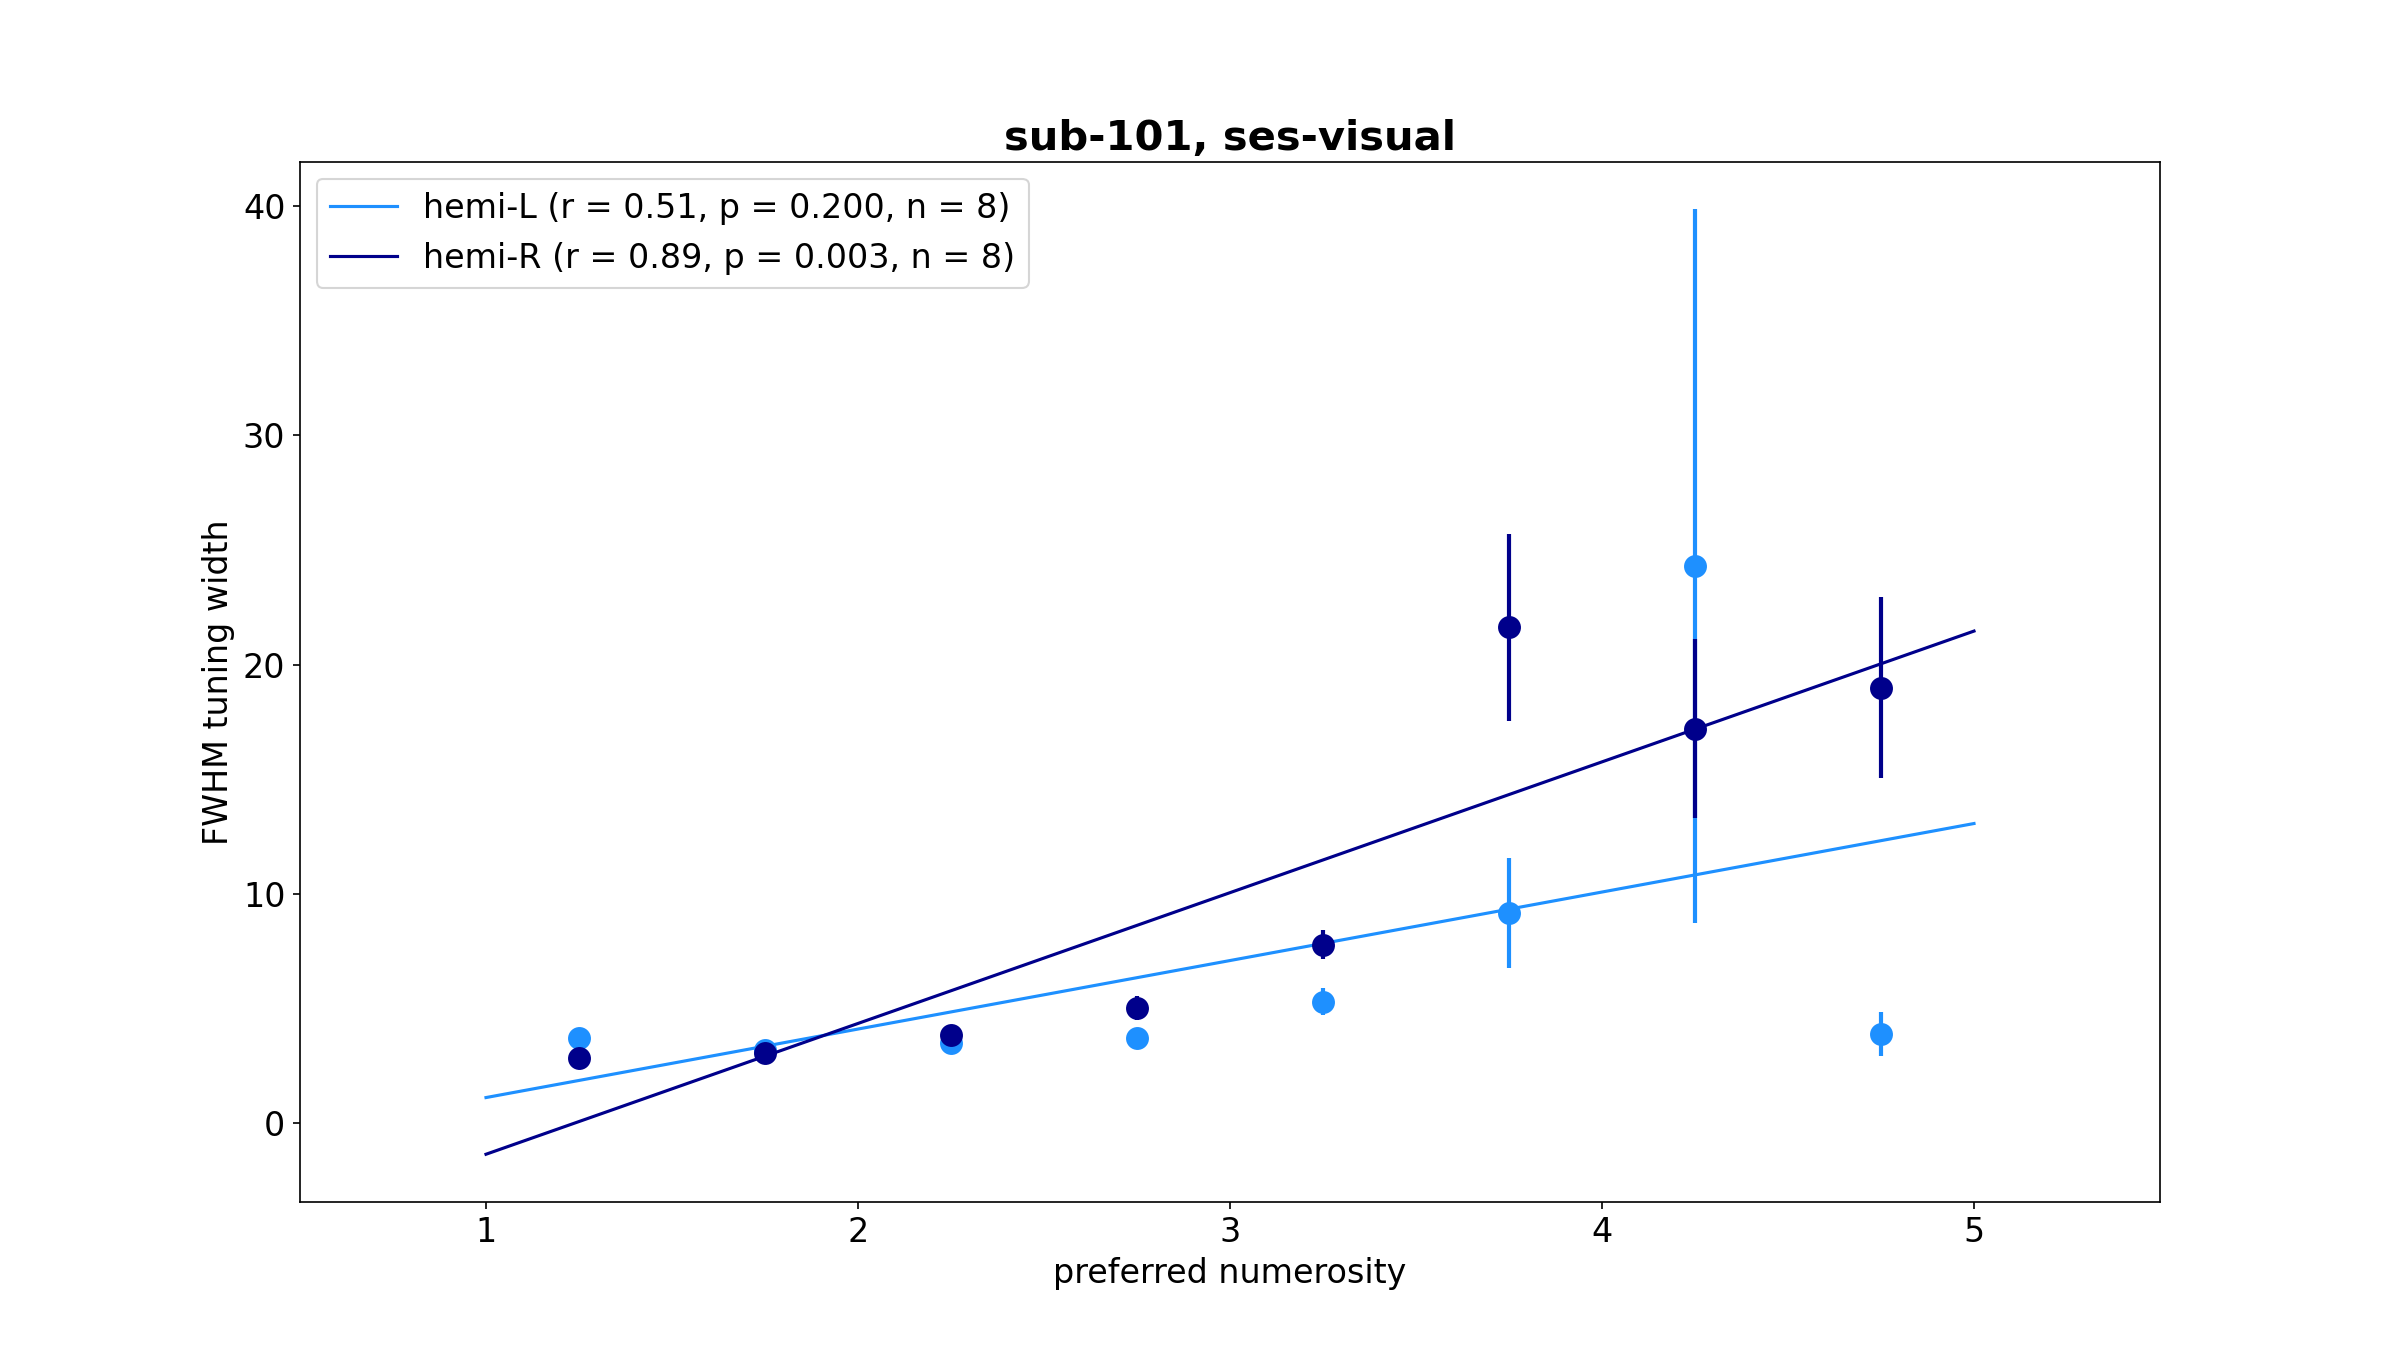 sub-101, ses-visual
hemi-L (r = 0.51, p = 0.200, n = 8)
hemi-R (r = 0.89, p = 0.003, n = 8)
40
30
20
10
0
FWHM tuning width
1 2 3 4 5
preferred numerosity